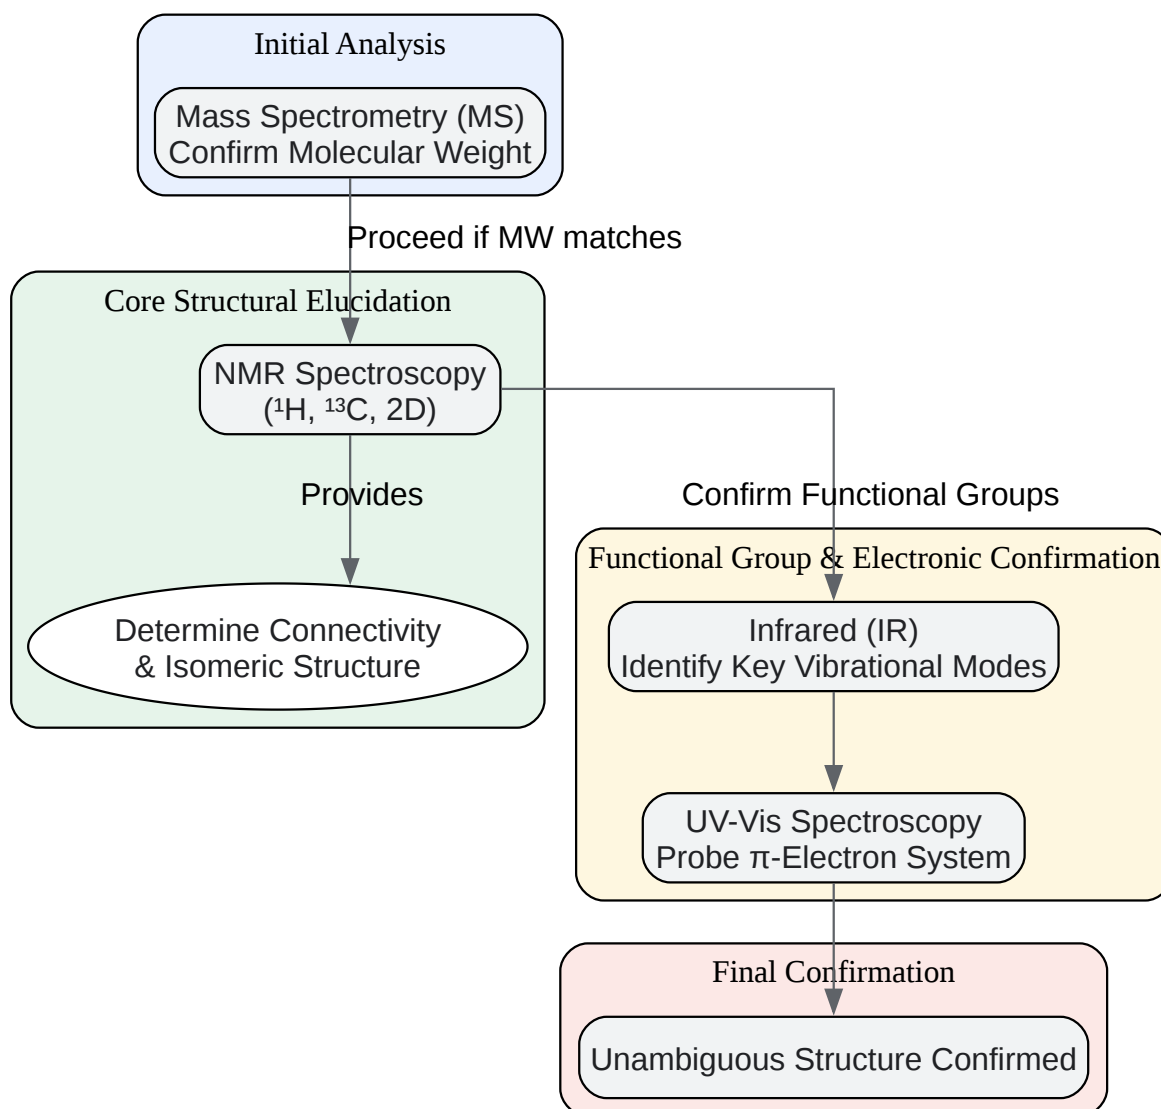 Initial Analysis
Mass Spectrometry (MS)
Confirm Molecular Weight
Proceed if MW matches
Core Structural Elucidation
NMR Spectroscopy
(¹H, ¹³C, 2D)
Provides
Confirm Functional Groups
Functional Group & Electronic Confirmation
Determine Connectivity
& Isomeric Structure
Infrared (IR)
Identify Key Vibrational Modes
UV-Vis Spectroscopy
Probe π-Electron System
Final Confirmation
Unambiguous Structure Confirmed